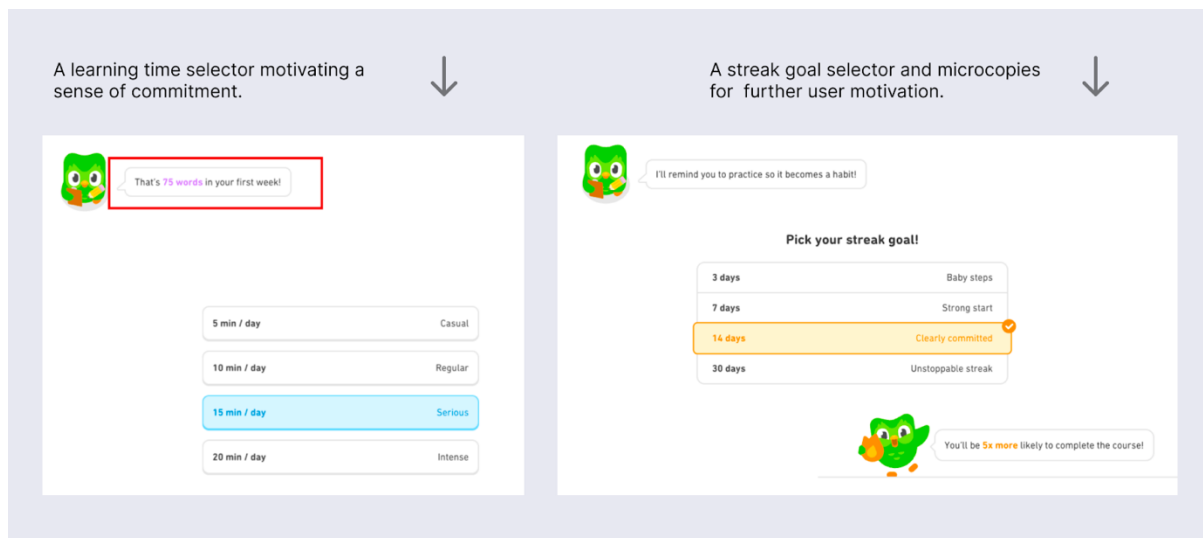 A learning time selector motivating a
sense of commitment.
That's 75 words in your first week!
5 min / day Casual
10 min / day Regular
15 min / day Serious
20 min / day Intense
A streak goal selector and microcopies
for further user motivation.
I'll remind you to practice so it becomes a habit!
Pick your streak goal!
3 days Baby steps
7 days Strong start
14 days Clearly committed
30 days Unstoppable streak
You'll be 5x more likely to complete the course!